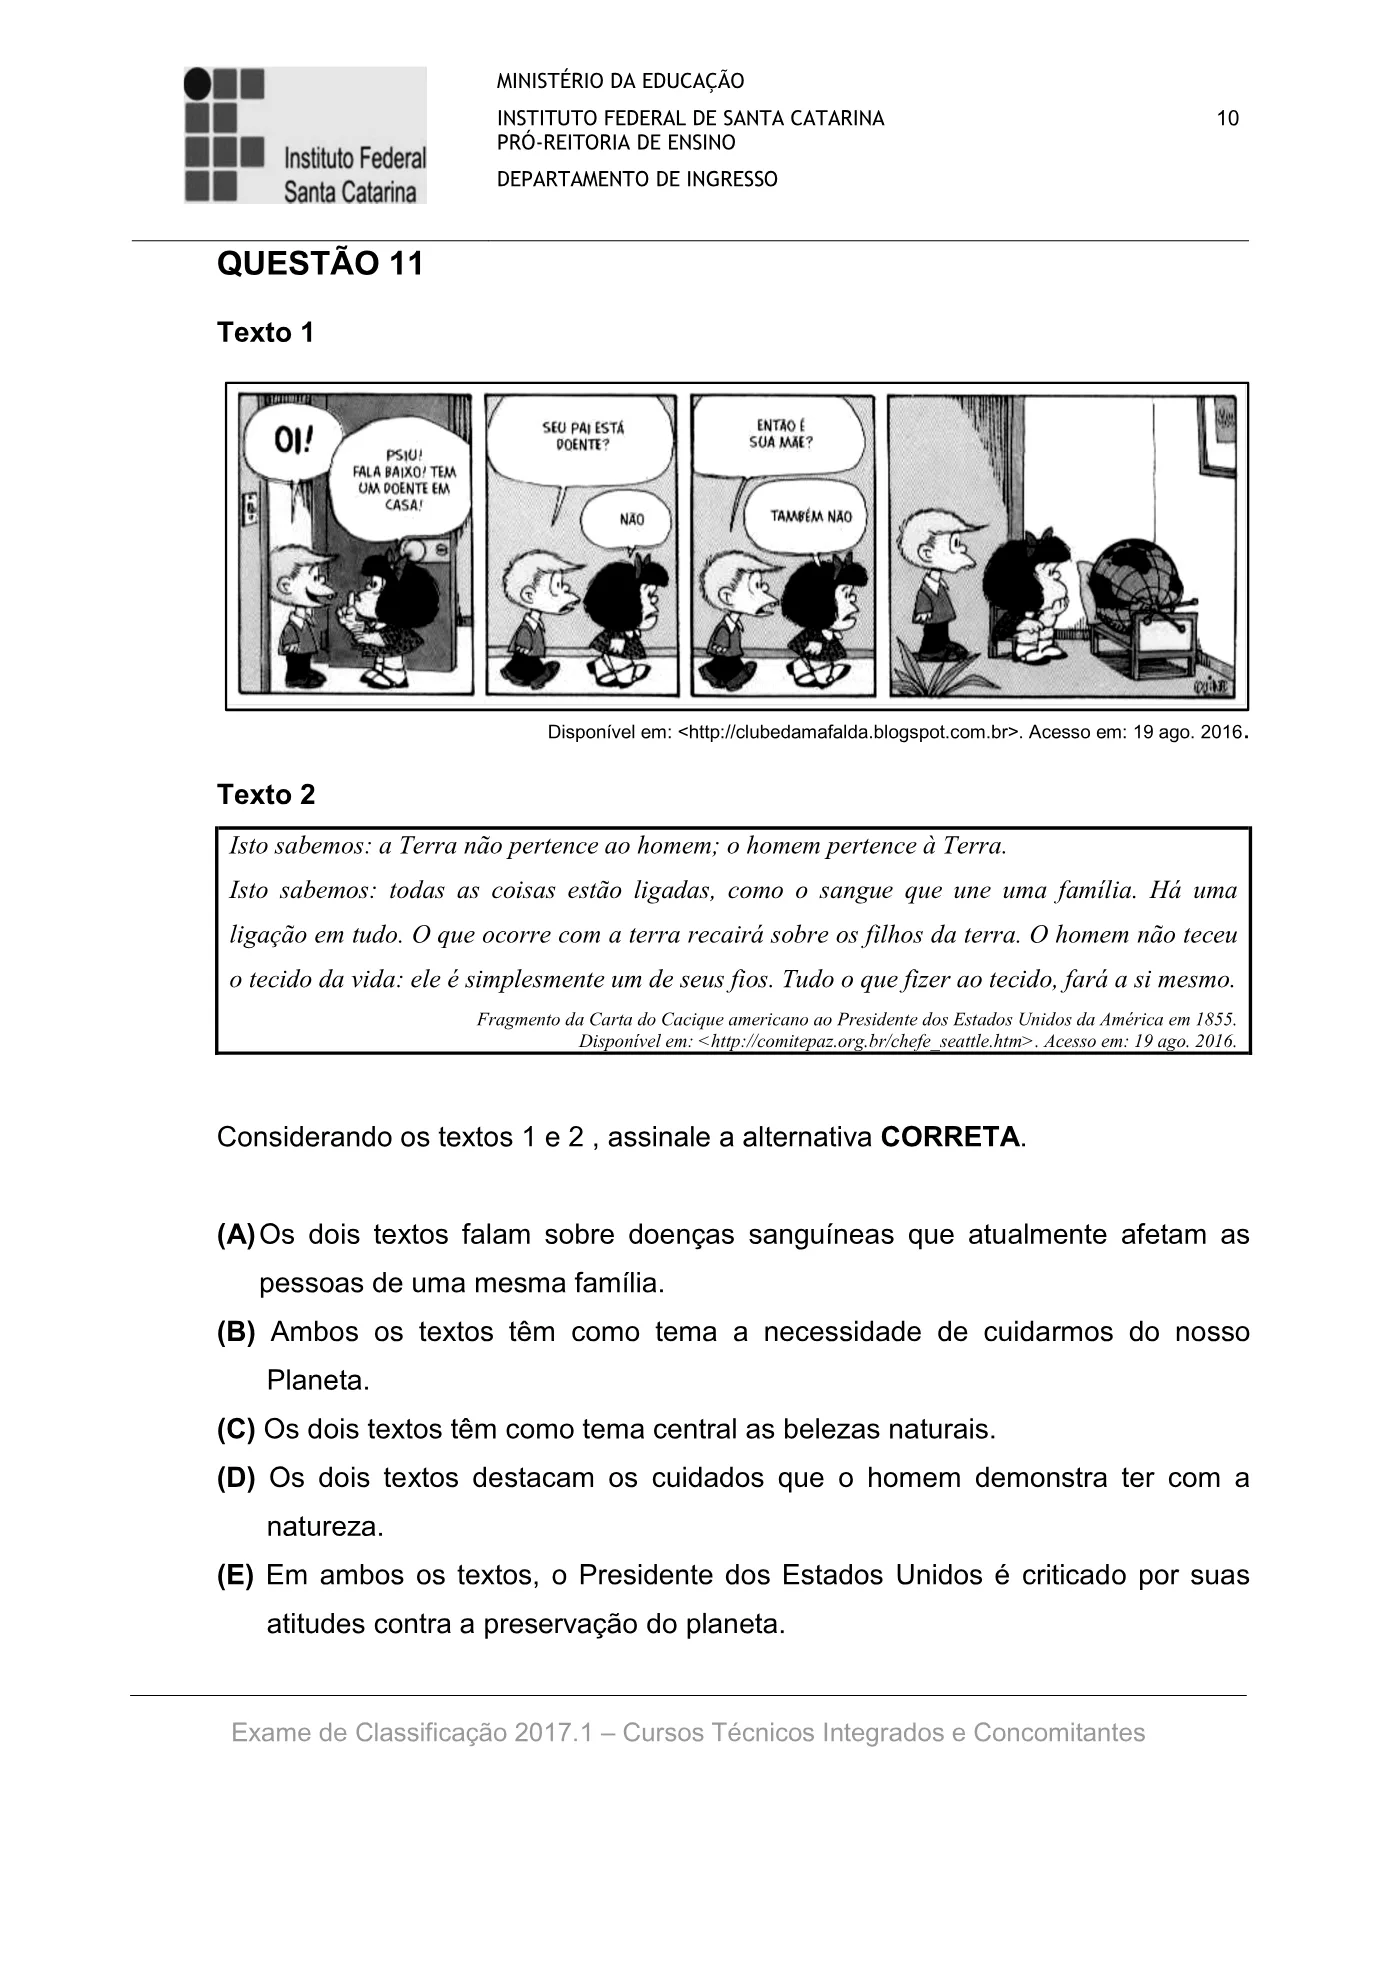 Instituto Federal
Santa Catarina
MINISTÉRIO DA EDUCAÇÃO
INSTITUTO FEDERAL DE SANTA CATARINA
PRÓ-REITORIA DE ENSINO
DEPARTAMENTO DE INGRESSO
10
QUESTÃO 11
Texto 1
OI!
PSIU!
FALA BAIXO! TEM
UM DOENTE EM
CASA!
SEU PAI ESTÁ
DOENTE?
NÃO
ENTÃO É
SUA MÃE?
TAMBÉM NÃO
Disponível em: <http://clubedamafalda.blogspot.com.br>. Acesso em: 19 ago. 2016.
Texto 2
Isto sabemos: a Terra não pertence ao homem; o homem pertence à Terra.
Isto sabemos: todas as coisas estão ligadas, como o sangue que une uma família. Há uma
ligação em tudo. O que ocorre com a terra recairá sobre os filhos da terra. O homem não teceu
o tecido da vida: ele é simplesmente um de seus fios. Tudo o que fizer ao tecido, fará a si mesmo.
Fragmento da Carta do Cacique americano ao Presidente dos Estados Unidos da América em 1855.
Disponível em: <http://comitepaz.org.br/chefe_seattle.htm>. Acesso em: 19 ago. 2016.
Considerando os textos 1 e 2 , assinale a alternativa CORRETA.
(A) Os dois textos falam sobre doenças sanguíneas que atualmente afetam as
pessoas de uma mesma família.
(B) Ambos os textos têm como tema a necessidade de cuidarmos do nosso
Planeta.
(C) Os dois textos têm como tema central as belezas naturais.
(D) Os dois textos destacam os cuidados que o homem demonstra ter com a
natureza.
(E) Em ambos os textos, o Presidente dos Estados Unidos é criticado por suas
atitudes contra a preservação do planeta.
Exame de Classificação 2017.1 – Cursos Técnicos Integrados e Concomitantes